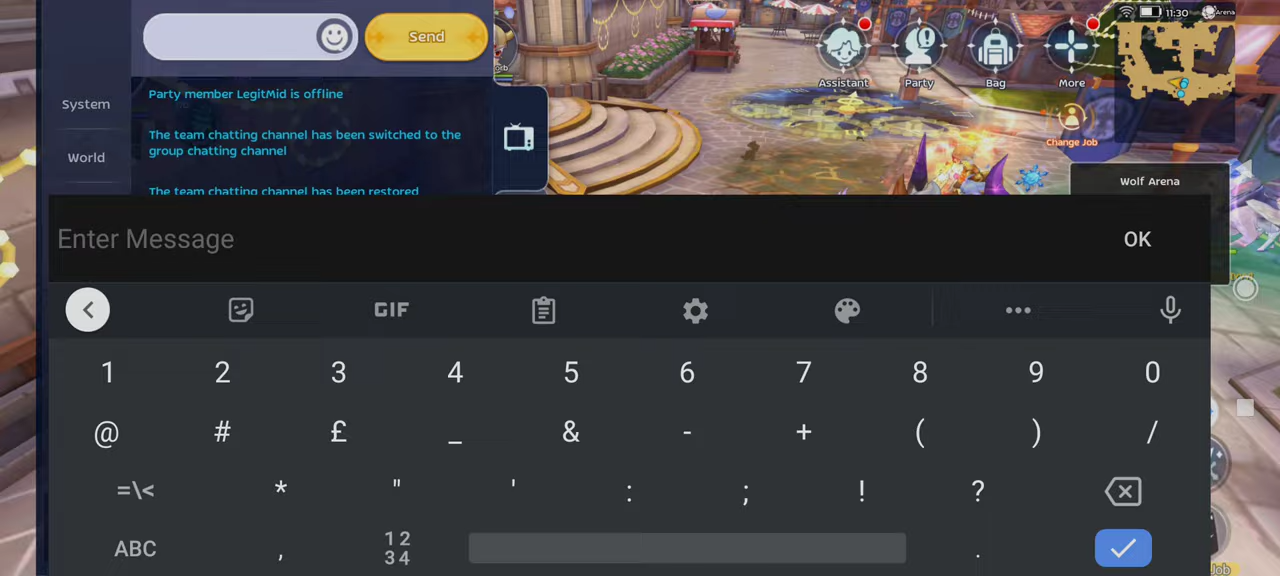 Send
11:30
Arena
Assistant
Party
Bag
More
System
World
Party member LegitMid is offline
The team chatting channel has been switched to the
group chatting channel
The team chatting channel has been restored
Change Job
Wolf Arena
Enter Message
OK
GIF
1 2 3 4 5 6 7 8 9 0
@ # £ _ & - + ( ) /
=\< * " ' : ; ! ?
ABC , 1 2 3 4 .
Job